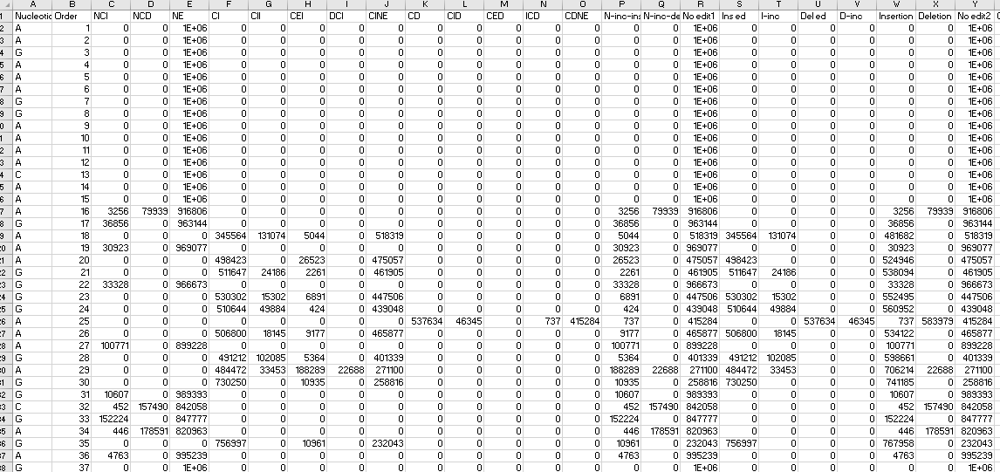 A B C D E F G H I J K L M N O P Q R S T U V W X Y
1 Nucleotic Order NCI NCD NE CI CII CEI DCI CINE CD CID CED ICD CDNE N-inc-ins N-inc-de No edit1 Ins ed I-inc Del ed D-inc Insertion Deletion No edit2
2 A 1 0 0 1E+06 0 0 0 0 0 0 0 0 0 0 0 0 1E+06 0 0 0 0 0 0 1E+06
3 A 2 0 0 1E+06 0 0 0 0 0 0 0 0 0 0 0 0 1E+06 0 0 0 0 0 0 1E+06
4 G 3 0 0 1E+06 0 0 0 0 0 0 0 0 0 0 0 0 1E+06 0 0 0 0 0 0 1E+06
5 A 4 0 0 1E+06 0 0 0 0 0 0 0 0 0 0 0 0 1E+06 0 0 0 0 0 0 1E+06
6 A 5 0 0 1E+06 0 0 0 0 0 0 0 0 0 0 0 0 1E+06 0 0 0 0 0 0 1E+06
7 A 6 0 0 1E+06 0 0 0 0 0 0 0 0 0 0 0 0 1E+06 0 0 0 0 0 0 1E+06
8 G 7 0 0 1E+06 0 0 0 0 0 0 0 0 0 0 0 0 1E+06 0 0 0 0 0 0 1E+06
9 G 8 0 0 1E+06 0 0 0 0 0 0 0 0 0 0 0 0 1E+06 0 0 0 0 0 0 1E+06
0 A 9 0 0 1E+06 0 0 0 0 0 0 0 0 0 0 0 0 1E+06 0 0 0 0 0 0 1E+06
1 A 10 0 0 1E+06 0 0 0 0 0 0 0 0 0 0 0 0 1E+06 0 0 0 0 0 0 1E+06
2 A 11 0 0 1E+06 0 0 0 0 0 0 0 0 0 0 0 0 1E+06 0 0 0 0 0 0 1E+06
3 A 12 0 0 1E+06 0 0 0 0 0 0 0 0 0 0 0 0 1E+06 0 0 0 0 0 0 1E+06
4 C 13 0 0 1E+06 0 0 0 0 0 0 0 0 0 0 0 0 1E+06 0 0 0 0 0 0 1E+06
5 A 14 0 0 1E+06 0 0 0 0 0 0 0 0 0 0 0 0 1E+06 0 0 0 0 0 0 1E+06
6 A 15 0 0 1E+06 0 0 0 0 0 0 0 0 0 0 0 0 1E+06 0 0 0 0 0 0 1E+06
7 A 16 3256 79939 916806 0 0 0 0 0 0 0 0 0 0 3256 79939 916806 0 0 0 0 3256 79939 916806
8 G 17 36856 0 963144 0 0 0 0 0 0 0 0 0 0 36856 0 963144 0 0 0 0 36856 0 963144
9 A 18 0 0 0 345564 131074 5044 0 518319 0 0 0 0 0 5044 0 518319 345564 131074 0 0 481682 0 518319
20 A 19 30923 0 969077 0 0 0 0 0 0 0 0 0 0 30923 0 969077 0 0 0 0 30923 0 969077
21 A 20 0 0 0 498423 0 26523 0 475057 0 0 0 0 0 26523 0 475057 498423 0 0 0 524946 0 475057
22 G 21 0 0 0 511647 24186 2261 0 461905 0 0 0 0 0 2261 0 461905 511647 24186 0 0 538094 0 461905
23 G 22 33328 0 966673 0 0 0 0 0 0 0 0 0 0 33328 0 966673 0 0 0 0 33328 0 966673
24 G 23 0 0 0 530302 15302 6891 0 447506 0 0 0 0 0 6891 0 447506 530302 15302 0 0 552495 0 447506
25 G 24 0 0 0 510644 49884 424 0 439048 0 0 0 0 0 424 0 439048 510644 49884 0 0 560952 0 439048
26 A 25 0 0 0 0 0 0 0 0 537634 46345 0 737 415284 737 0 415284 0 0 537634 46345 737 583979 415284
27 A 26 0 0 0 506800 18145 9177 0 465877 0 0 0 0 0 9177 0 465877 506800 18145 0 0 534122 0 465877
28 A 27 100771 0 899228 0 0 0 0 0 0 0 0 0 0 100771 0 899228 0 0 0 0 100771 0 899228
29 G 28 0 0 0 491212 102085 5364 0 401339 0 0 0 0 0 5364 0 401339 491212 102085 0 0 598661 0 401339
30 A 29 0 0 0 484472 33453 188289 22688 271100 0 0 0 0 0 188289 22688 271100 484472 33453 0 0 706214 22688 271100
31 G 30 0 0 0 730250 0 10935 0 258816 0 0 0 0 0 10935 0 258816 730250 0 0 0 741185 0 258816
32 G 31 10607 0 989393 0 0 0 0 0 0 0 0 0 0 10607 0 989393 0 0 0 0 10607 0 989393
33 C 32 452 157490 842058 0 0 0 0 0 0 0 0 0 0 452 157490 842058 0 0 0 0 452 157490 842058
34 G 33 152224 0 847777 0 0 0 0 0 0 0 0 0 0 152224 0 847777 0 0 0 0 152224 0 847777
35 A 34 446 178591 820963 0 0 0 0 0 0 0 0 0 0 446 178591 820963 0 0 0 0 446 178591 820963
36 G 35 0 0 0 756997 0 10961 0 232043 0 0 0 0 0 10961 0 232043 756997 0 0 0 767958 0 232043
37 A 36 4763 0 995239 0 0 0 0 0 0 0 0 0 0 4763 0 995239 0 0 0 0 4763 0 995239
38 G 37 0 0 1E+06 0 0 0 0 0 0 0 0 0 0 0 0 1E+06 0 0 0 0 0 0 1E+06